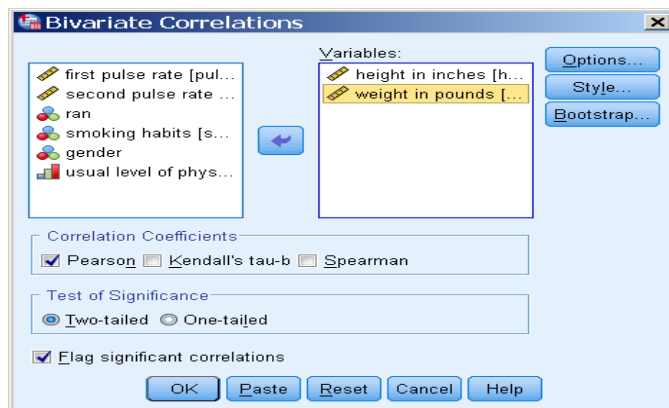 Bivariate Correlations
Variables:
first pulse rate [pul...
second pulse rate ...
ran
smoking habits [s...
gender
usual level of phys...
height in inches [h...
weight in pounds [...
Options...
Style...
Bootstrap...
Correlation Coefficients
Pearson Kendall's tau-b Spearman
Test of Significance
Two-tailed One-tailed
Flag significant correlations
OK Paste Reset Cancel Help